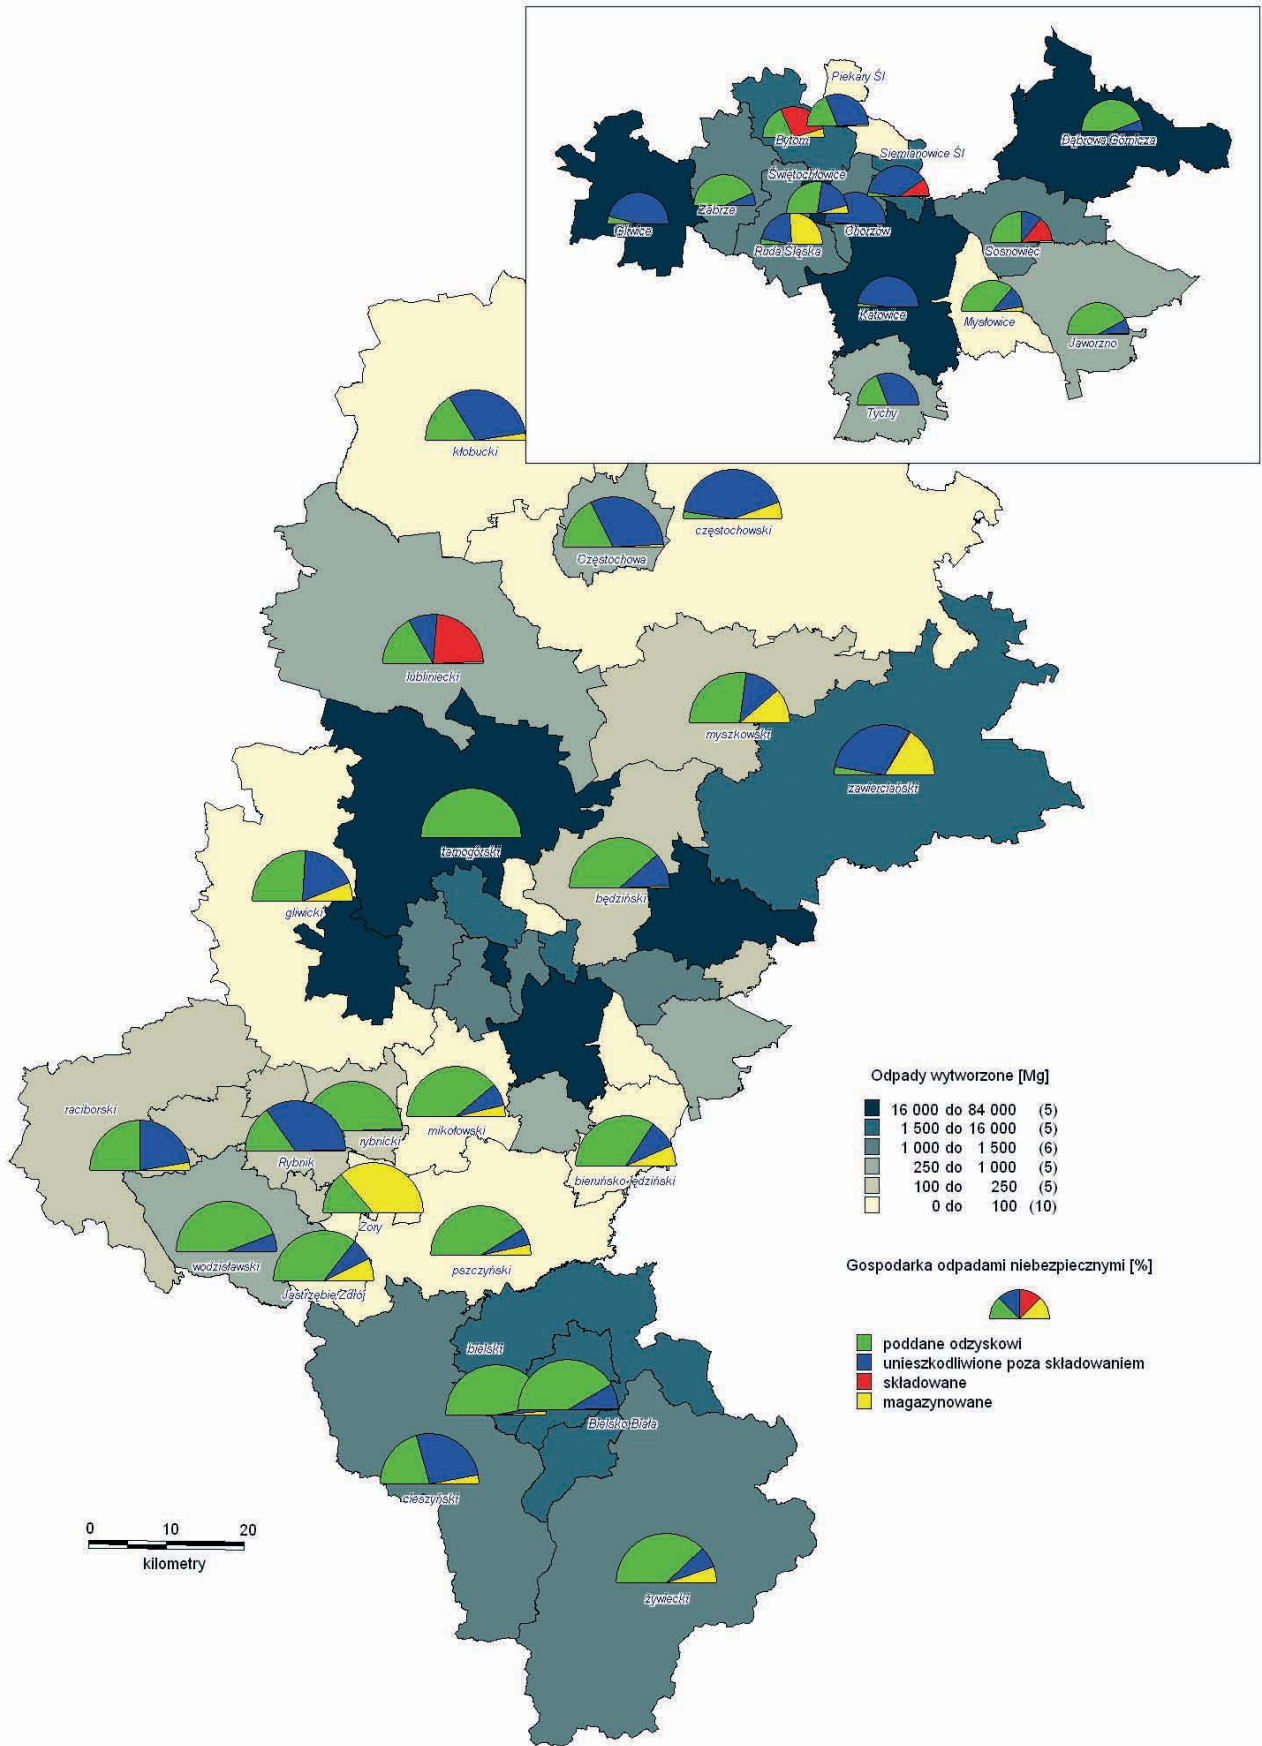 Piekary Śl
Bytom
Dąbrowa Górnicza
Siemianowice Śl
Świętochłowice
Zabrze
Gliwice
Chorzów
Ruda Śląska
Sosnowiec
Katowice
Mysłowice
Jaworzno
Tychy
kłobucki
częstochowski
Częstochowa
lubliniecki
myszkowski
zawierciański
tarnogórski
będziński
gliwicki
raciborski
rybnicki
mikołowski
Rybnik
bieruńsko-lędziński
Żory
wodzisławski
pszczyński
Jastrzębie Zdrój
bielski
Bielsko Biała
cieszyński
żywiecki
Odpady wytworzone [Mg]
16 000 do 84 000 (5)
1 500 do 16 000 (5)
1 000 do 1 500 (6)
250 do 1 000 (5)
100 do 250 (5)
0 do 100 (10)
Gospodarka odpadami niebezpiecznymi [%]
poddane odzyskowi
unieszkodliwione poza składowaniem
składowane
magazynowane
0 10 20
kilometry